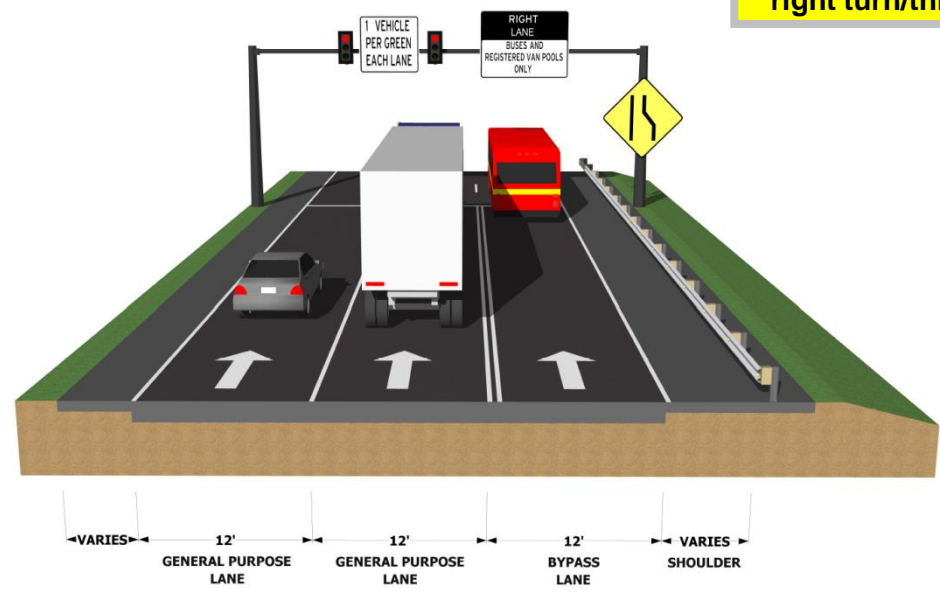 right turn/th
1 VEHICLE
PER GREEN
EACH LANE
RIGHT
LANE
BUSES AND
REGISTERED VAN POOLS
ONLY
VARIES
12'
12'
12'
VARIES
GENERAL PURPOSE
LANE
GENERAL PURPOSE
LANE
BYPASS
LANE
SHOULDER